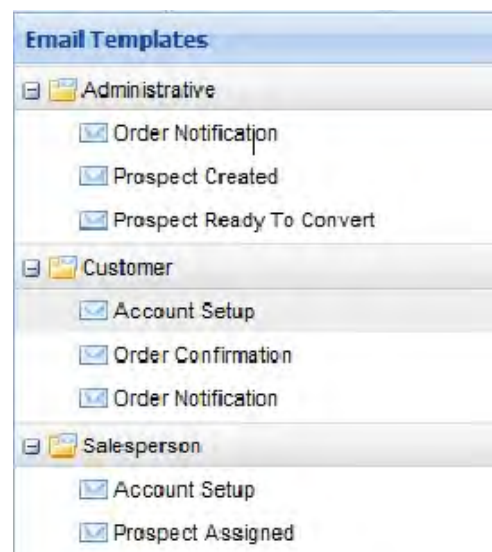 Email Templates
Administrative
Order Notification
Prospect Created
Prospect Ready To Convert
Customer
Account Setup
Order Confirmation
Order Notification
Salesperson
Account Setup
Prospect Assigned